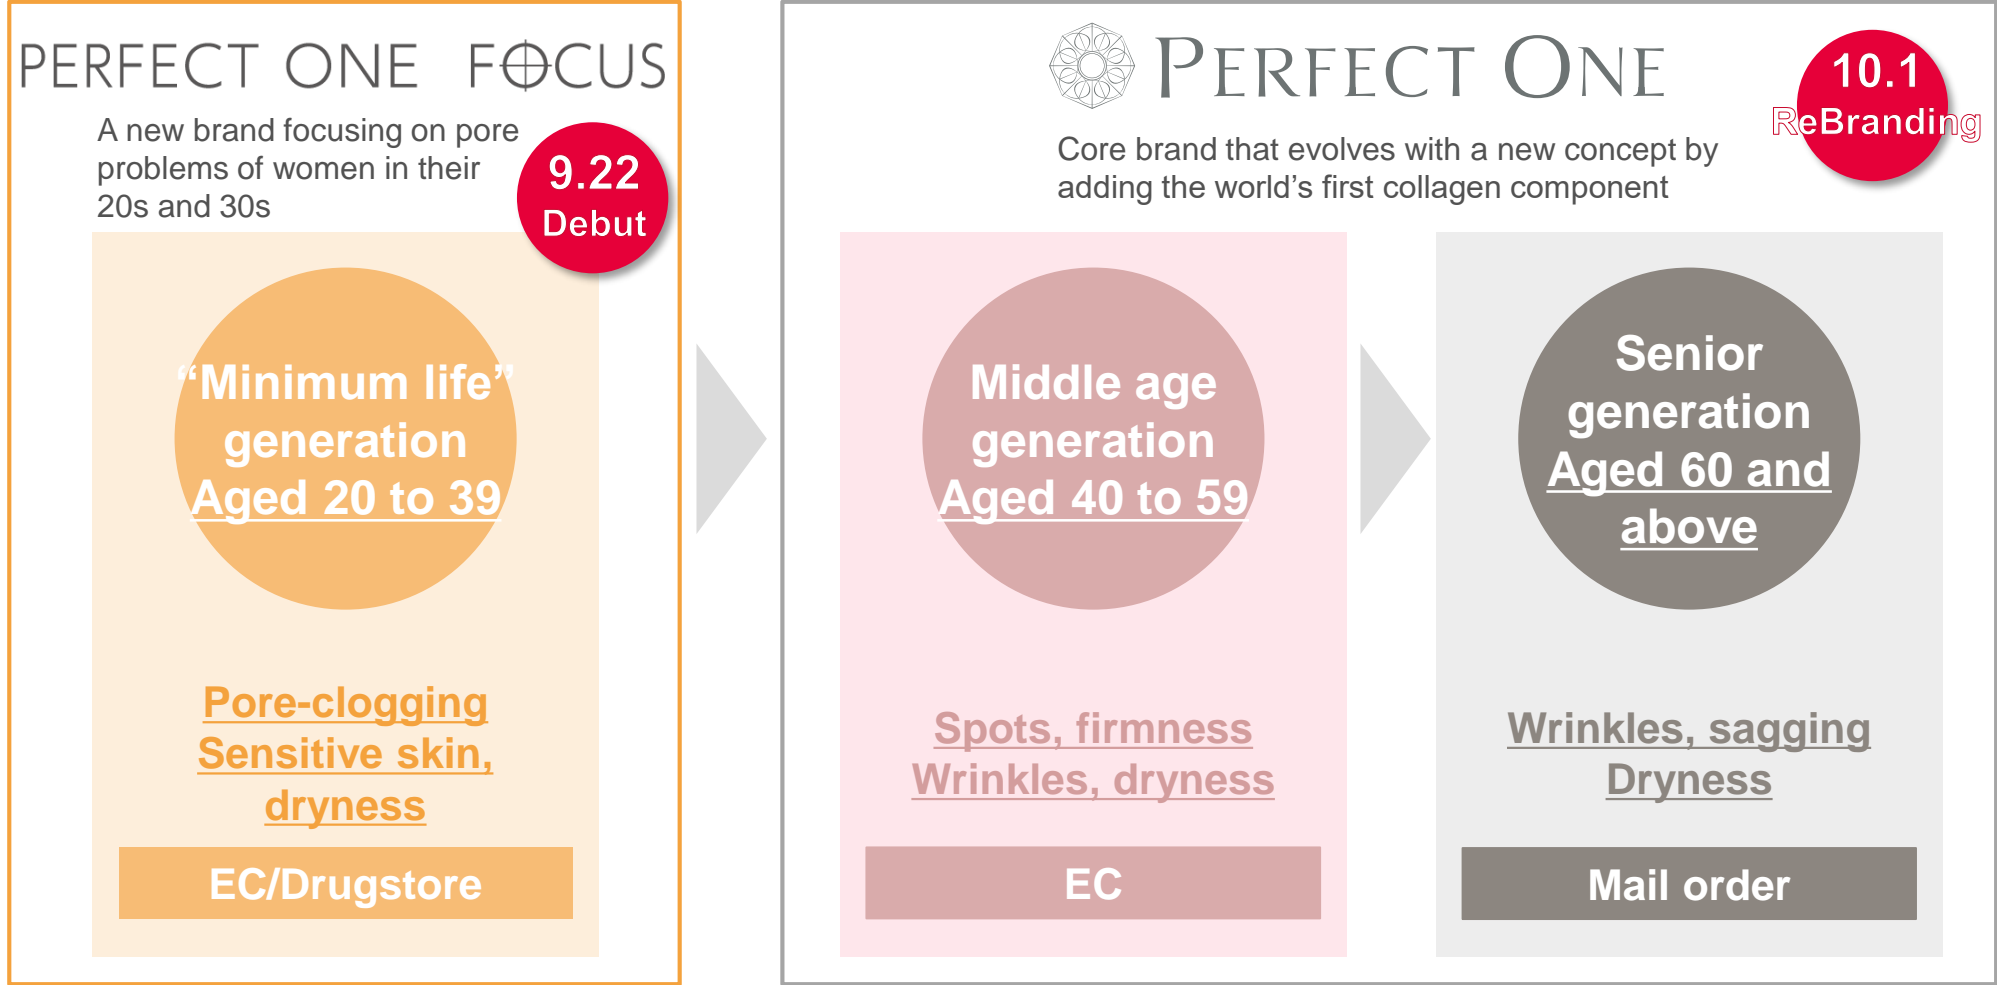 PERFECT ONE FOCUS
A new brand focusing on pore
problems of women in their
20s and 30s
9.22
Debut
“Minimum life”
generation
Aged 20 to 39
Pore-clogging
Sensitive skin,
dryness
EC/Drugstore
PERFECT ONE
10.1
ReBranding
Core brand that evolves with a new concept by
adding the world’s first collagen component
Middle age
generation
Aged 40 to 59
Spots, firmness
Wrinkles, dryness
EC
Senior
generation
Aged 60 and
above
Wrinkles, sagging
Dryness
Mail order